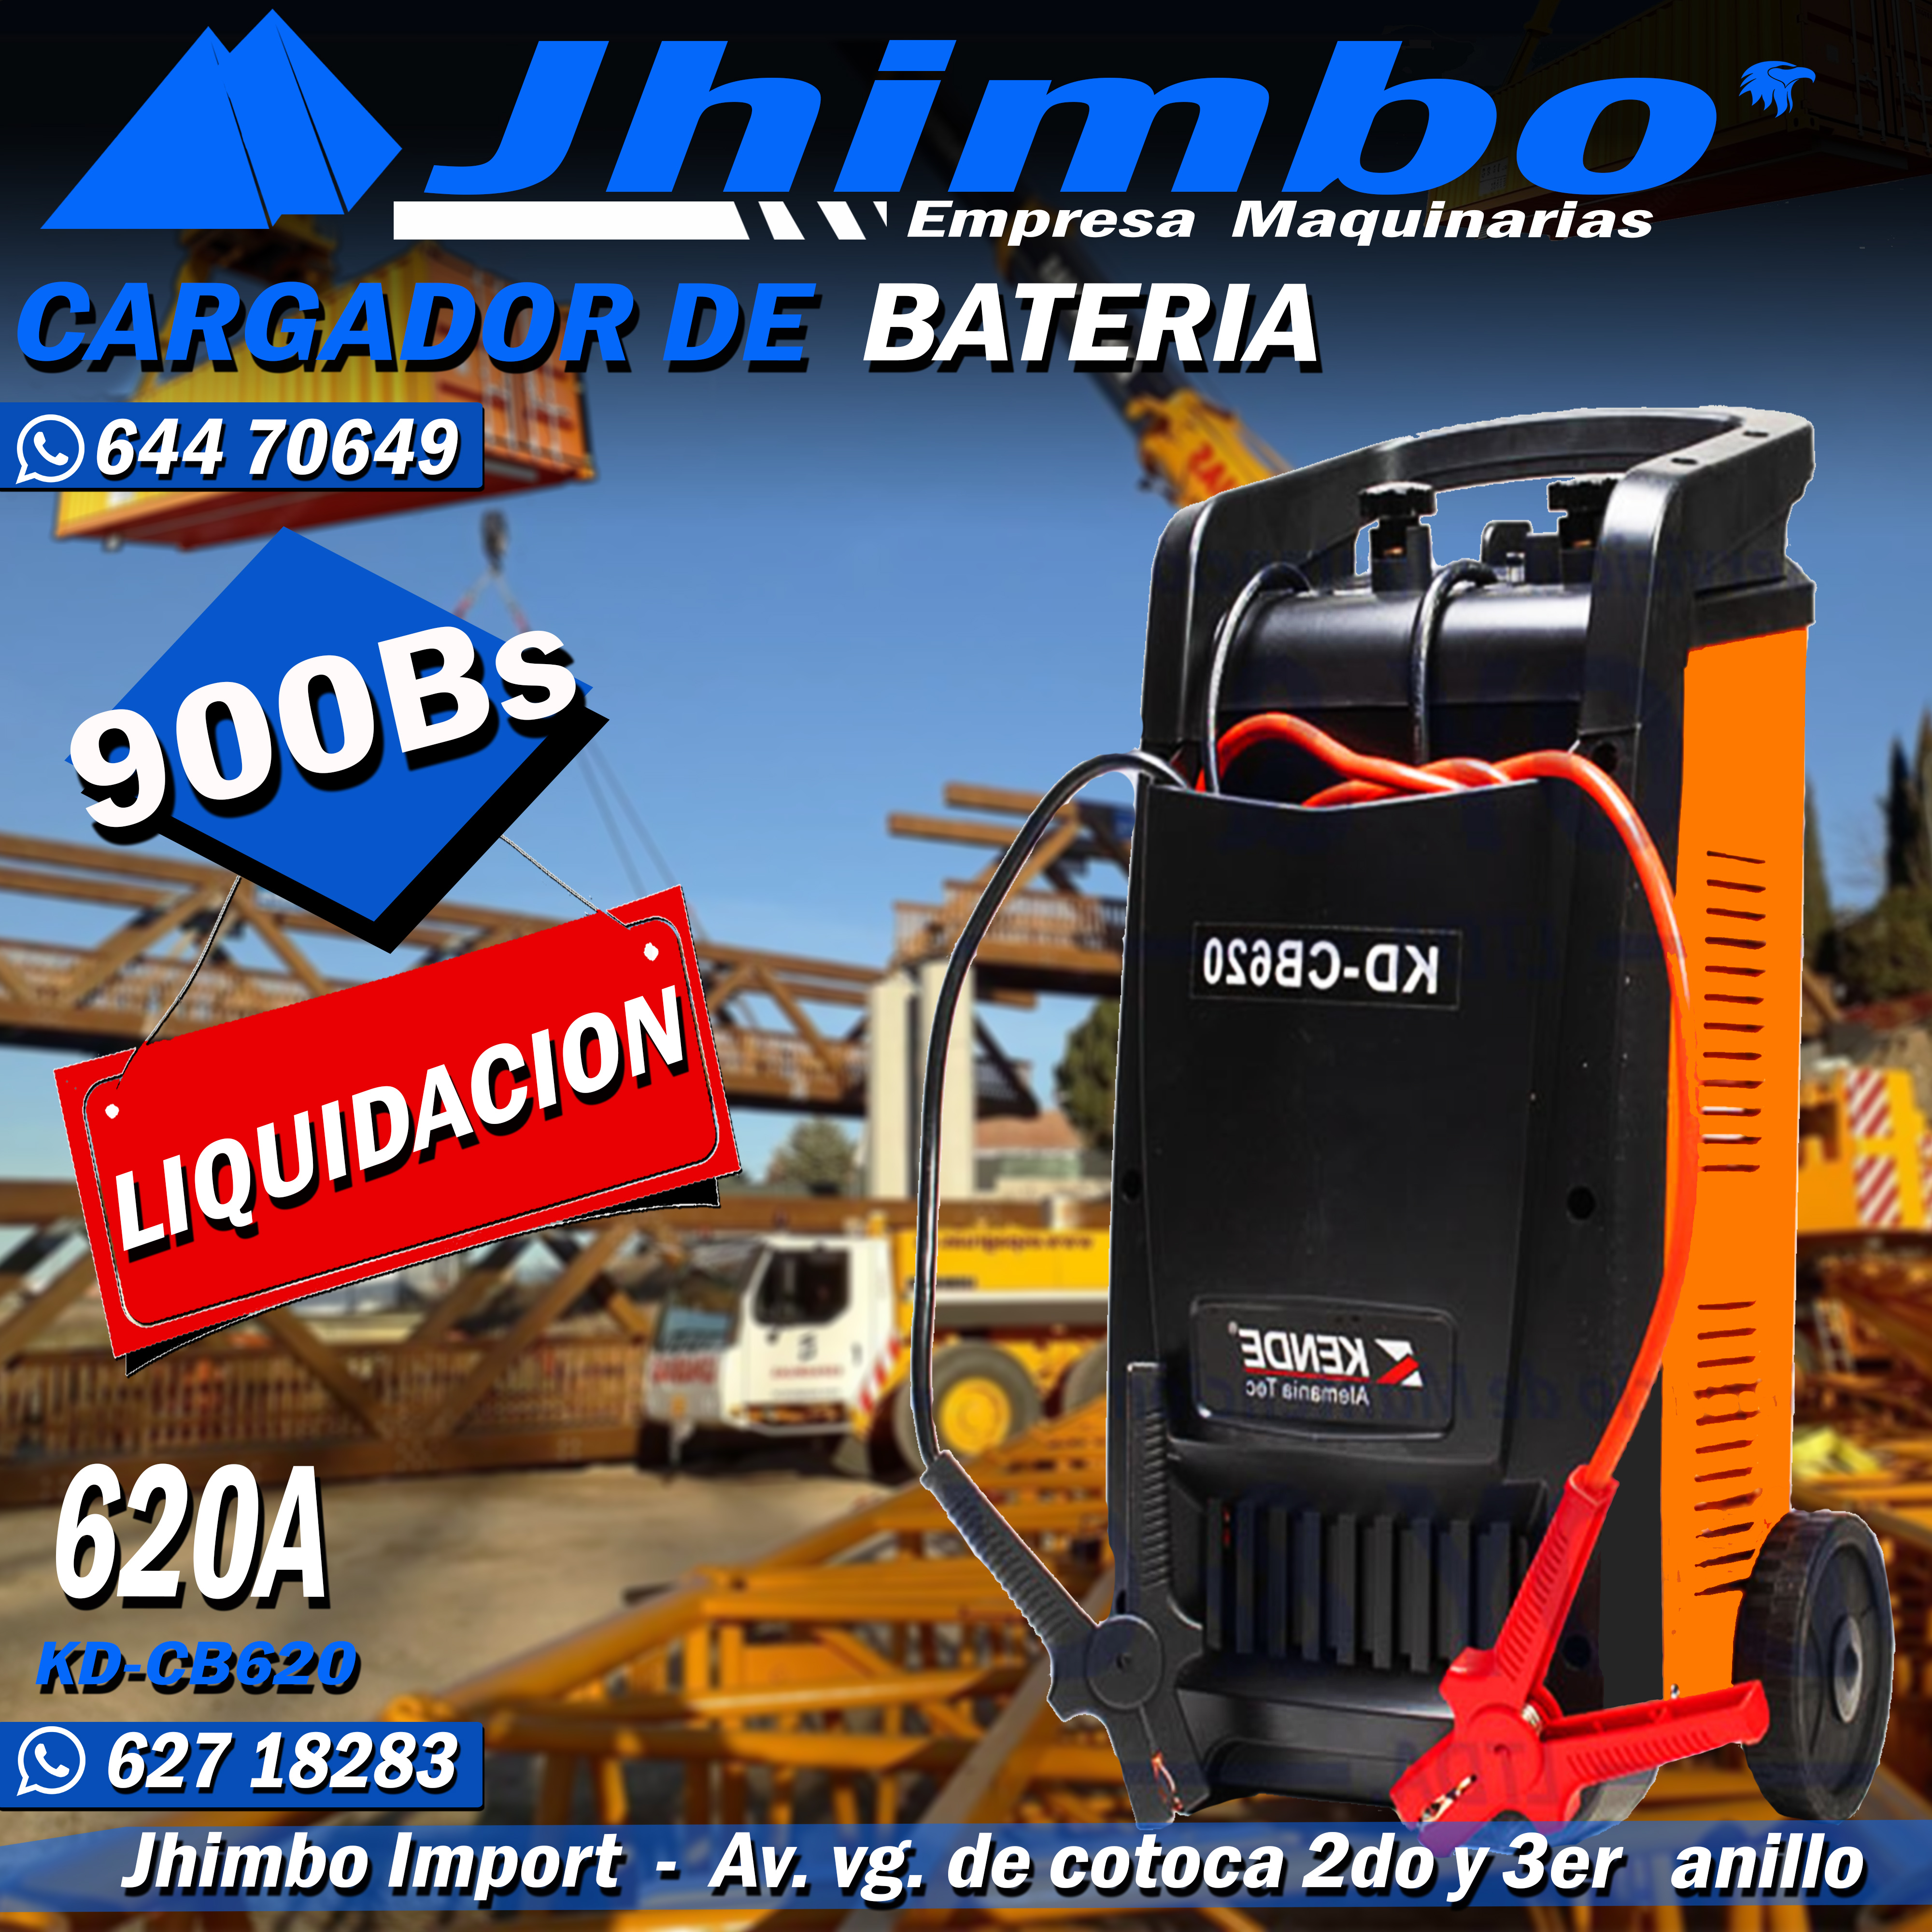 Jhimbo
Empresa Maquinarias
CARGADOR DE BATERIA
644 70649
900Bs
LIQUIDACION
KD-CB620
KENDE®
Alemania Tec
620A
KD-CB620
627 18283
Jhimbo Import - Av. vg. de cotoca 2do y 3er anillo